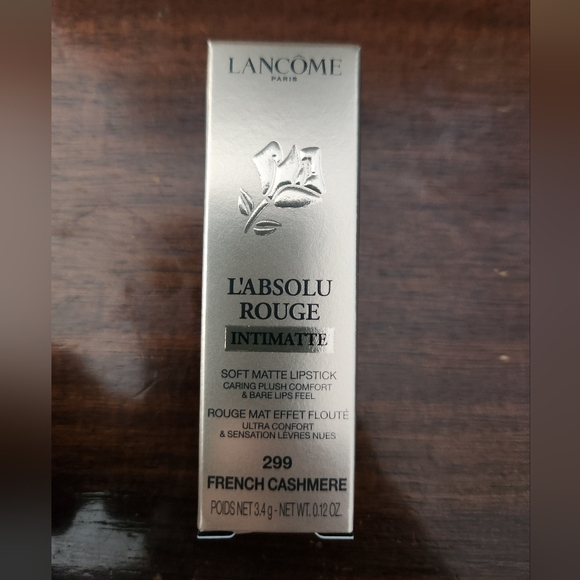 LANCÔME
PARIS
L'ABSOLU
ROUGE
INTIMATTE
SOFT MATTE LIPSTICK
CARING PLUSH COMFORT
& BARE LIPS FEEL
ROUGE MAT EFFET FLOUTÉ
ULTRA CONFORT
& SENSATION LÈVRES NUES
299
FRENCH CASHMERE
POIDS NET 3.4 g - NET WT. 0.12 OZ.